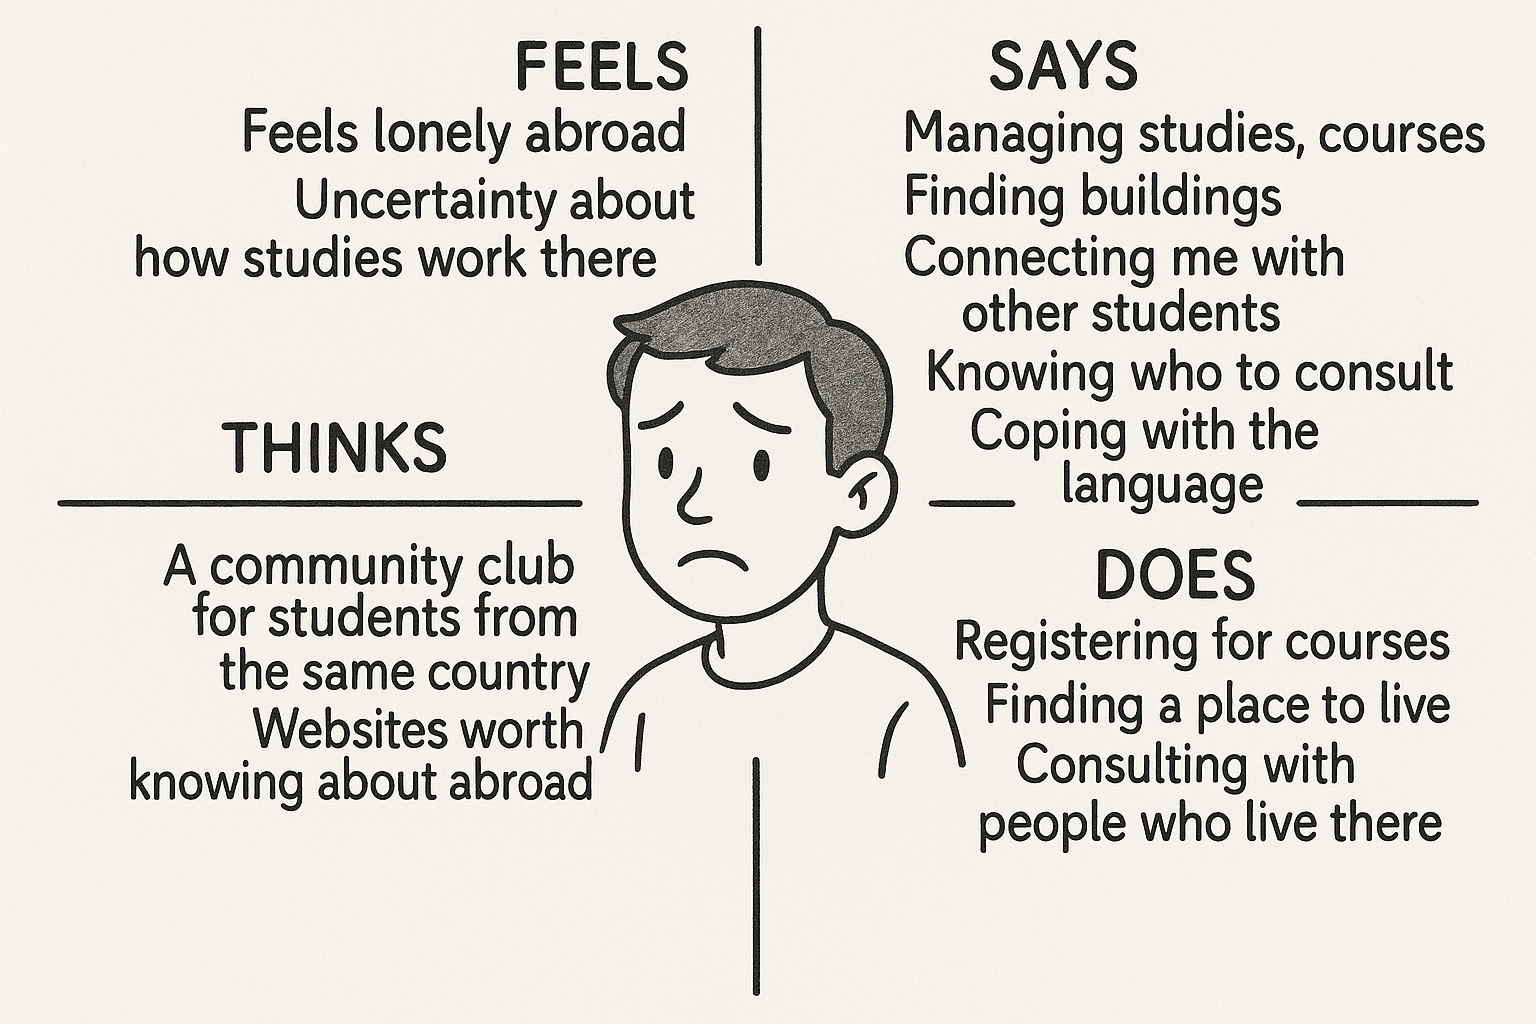 FEELS
Feels lonely abroad
Uncertainty about
how studies work there
SAYS
Managing studies, courses
Finding buildings
Connecting me with
other students
Knowing who to consult
Coping with the
language
THINKS
A community club
for students from
the same country
Websites worth
knowing about abroad
DOES
Registering for courses
Finding a place to live
Consulting with
people who live there